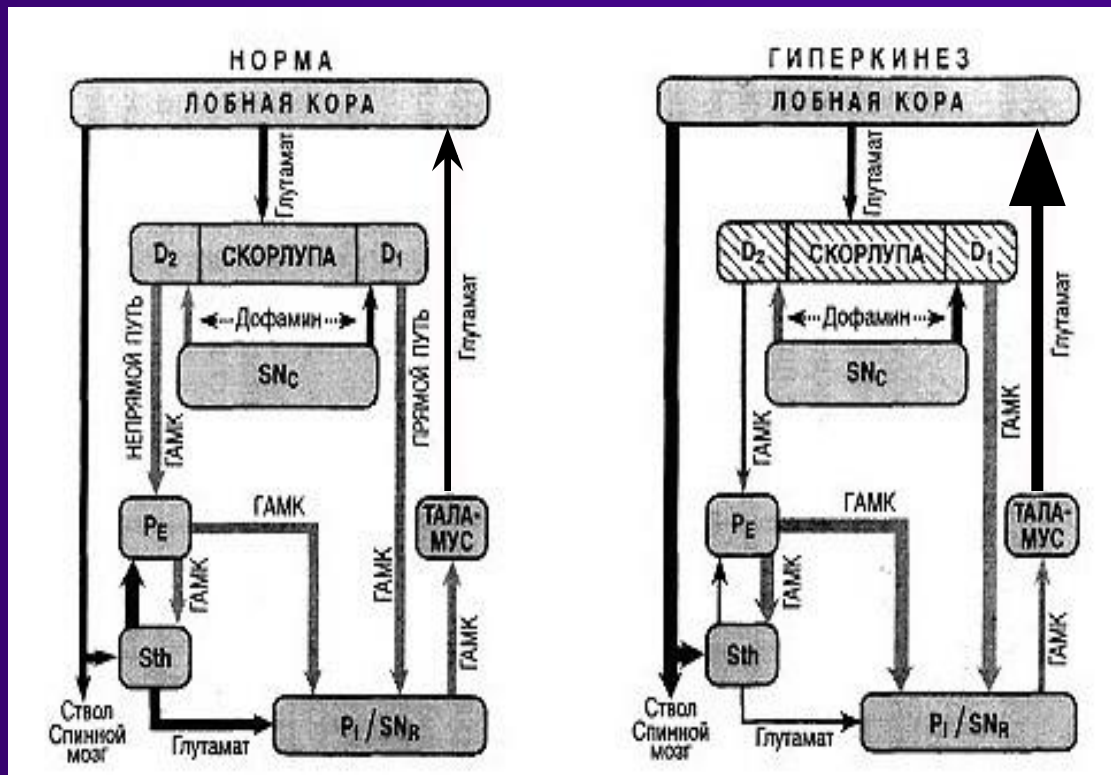 НОРМА
ЛОБНАЯ КОРА
Глутамат
D2
СКОРЛУПА
D1
Дофамин
SNC
НЕПРЯМОЙ ПУТЬ
ГАМК
ПРЯМОЙ ПУТЬ
Глутамат
PE
ГАМК
ГАМК
ГАМК
ТАЛА-
МУС
ГАМК
Sth
PI / SNR
Ствол
Спинной
мозг
Глутамат
ГИПЕРКИНЕЗ
ЛОБНАЯ КОРА
Глутамат
D2
СКОРЛУПА
D1
Дофамин
SNC
ГАМК
ГАМК
Глутамат
PE
ГАМК
ГАМК
ТАЛА-
МУС
ГАМК
Sth
PI / SNR
Ствол
Спинной
мозг
Глутамат